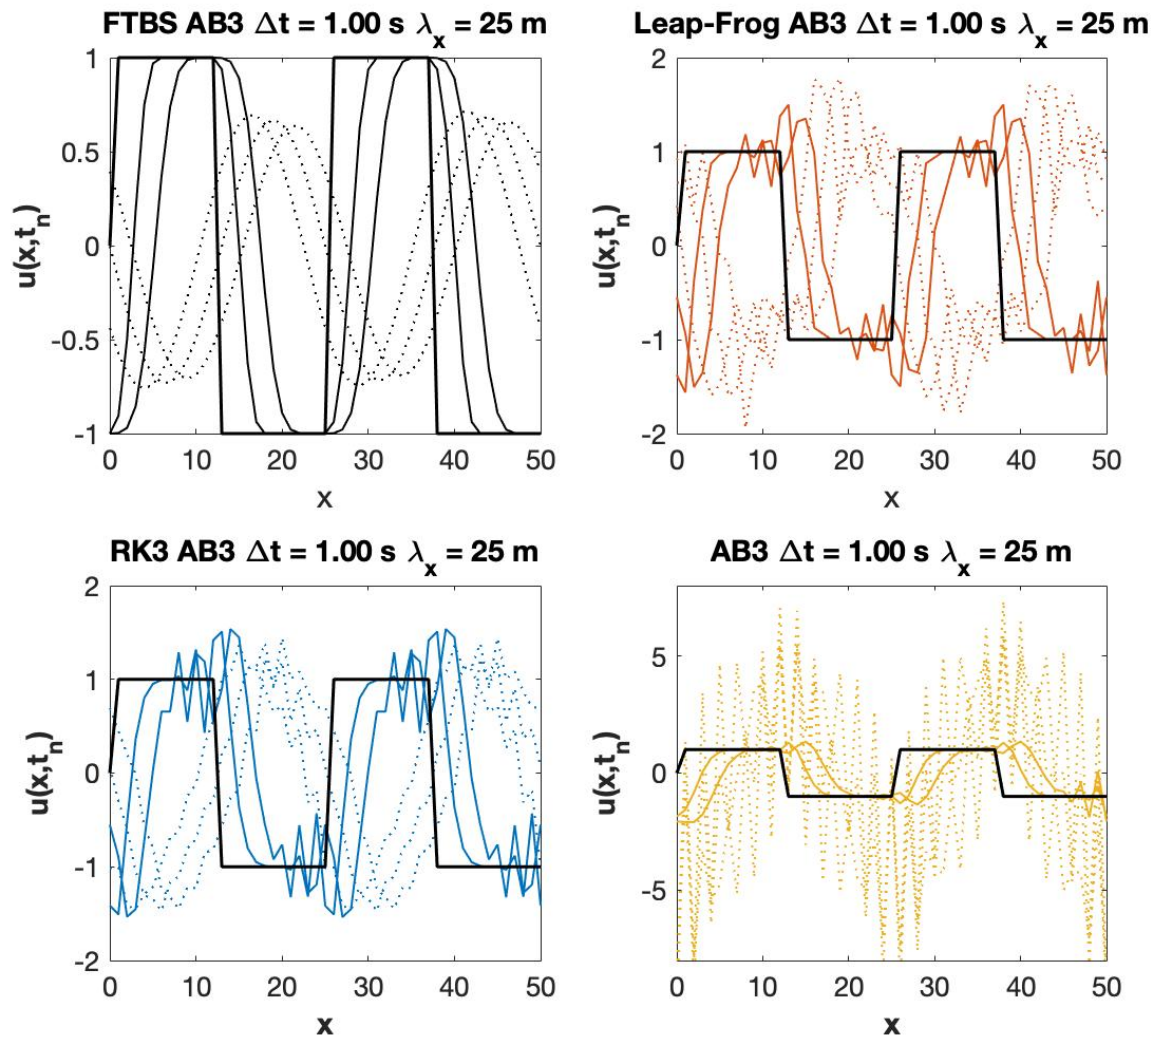 FTBS AB3 Δt = 1.00 s λx = 25 m
1
0.5
0
-0.5
-1
u(x,tn)
0 10 20 30 40 50
x
Leap-Frog AB3 Δt = 1.00 s λx = 25 m
2
1
0
-1
-2
u(x,tn)
0 10 20 30 40 50
x
RK3 AB3 Δt = 1.00 s λx = 25 m
2
1
0
-1
-2
u(x,tn)
0 10 20 30 40 50
x
AB3 Δt = 1.00 s λx = 25 m
5
0
-5
u(x,tn)
0 10 20 30 40 50
x